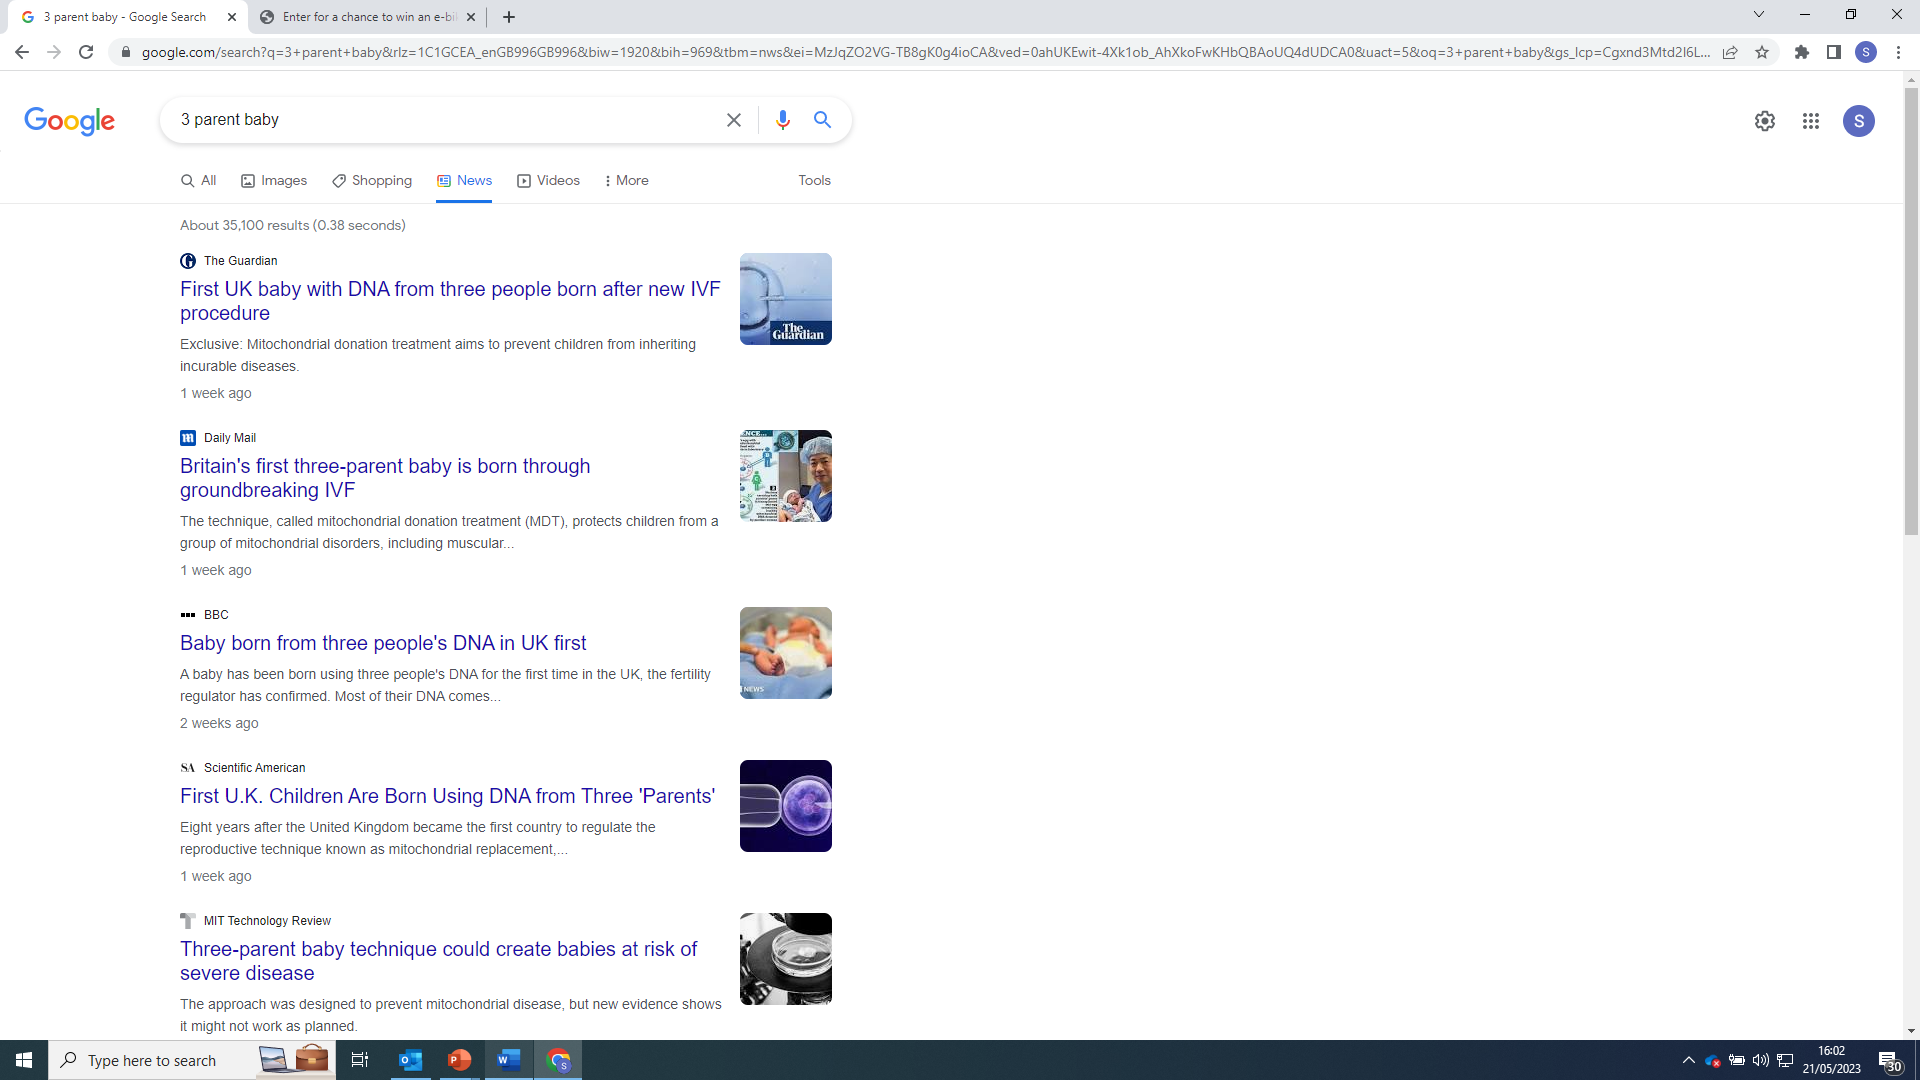 3 parent baby - Google Search
Enter for a chance to win an e-bi
google.com/search?q=3+parent+baby&rlz=1C1GCEA_enGB996GB996&biw=1920&bih=969&tbm=nws&ei=MzJqZO2VG-TB8gK0g4ioCA&ved=0ahUKEwit-4Xk1ob_AhXkoFwKHbQBAoUQ4dUDCA0&uact=5&oq=3+parent+baby&gs_lcp=Cgxnd3Mtd2l6L...
S
Google
3 parent baby
S
All Images Shopping News Videos More Tools
About 35,100 results (0.38 seconds)
The Guardian
First UK baby with DNA from three people born after new IVF
procedure
Exclusive: Mitochondrial donation treatment aims to prevent children from inheriting
incurable diseases.
1 week ago
The
Guardian
Daily Mail
Britain's first three-parent baby is born through
groundbreaking IVF
The technique, called mitochondrial donation treatment (MDT), protects children from a
group of mitochondrial disorders, including muscular...
1 week ago
BBC
Baby born from three people's DNA in UK first
A baby has been born using three people's DNA for the first time in the UK, the fertility
regulator has confirmed. Most of their DNA comes...
2 weeks ago
NEWS
SA Scientific American
First U.K. Children Are Born Using DNA from Three 'Parents'
Eight years after the United Kingdom became the first country to regulate the
reproductive technique known as mitochondrial replacement,...
1 week ago
MIT Technology Review
Three-parent baby technique could create babies at risk of
severe disease
The approach was designed to prevent mitochondrial disease, but new evidence shows
it might not work as planned.
Type here to search
16:02
21/05/2023
30